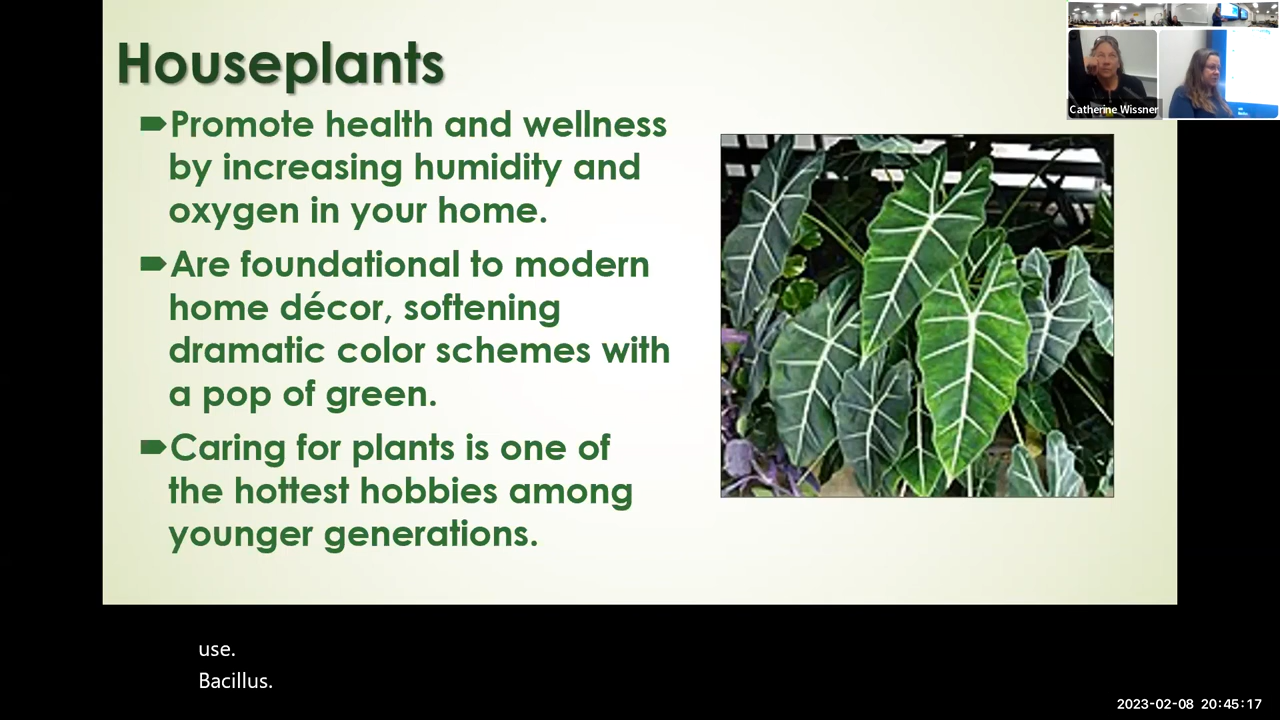 Houseplants
Promote health and wellness
by increasing humidity and
oxygen in your home.
Are foundational to modern
home décor, softening
dramatic color schemes with
a pop of green.
Caring for plants is one of
the hottest hobbies among
younger generations.
Catherine Wissner
use.
Bacillus.
2023-02-08 20:45:17